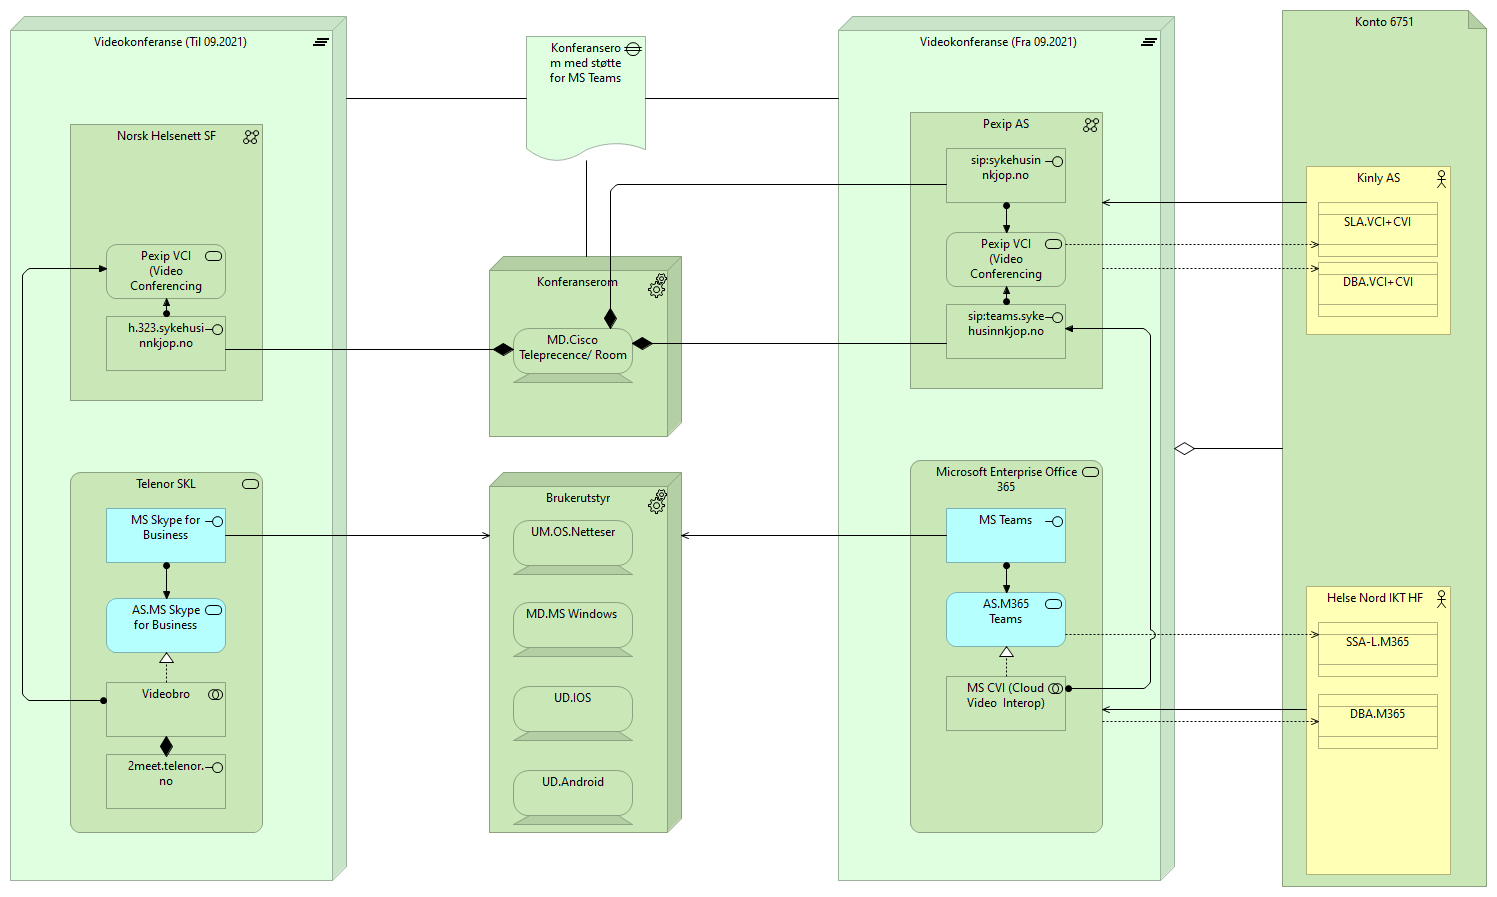 Videokonferanse (Til 09.2021)
Norsk Helsenett SF
Pexip VCI
(Video
Conferencing
h.323.sykehusi
nnkjop.no
Telenor SKL
MS Skype for
Business
AS.MS Skype
for Business
Videobro
2meet.telenor.
no
Konferansero
m med støtte
for MS Teams
Konferanserom
MD.Cisco
Teleprecence/ Room
Brukerutstyr
UM.OS.Netteser
MD.MS Windows
UD.IOS
UD.Android
Videokonferanse (Fra 09.2021)
Pexip AS
sip:sykehusin
nkjop.no
Pexip VCI
(Video
Conferencing
sip:teams.syke
husinnkjop.no
Microsoft Enterprise Office
365
MS Teams
AS.M365
Teams
MS CVI (Cloud
Video Interop)
Konto 6751
Kinly AS
SLA.VCI+CVI
DBA.VCI+CVI
Helse Nord IKT HF
SSA-L.M365
DBA.M365